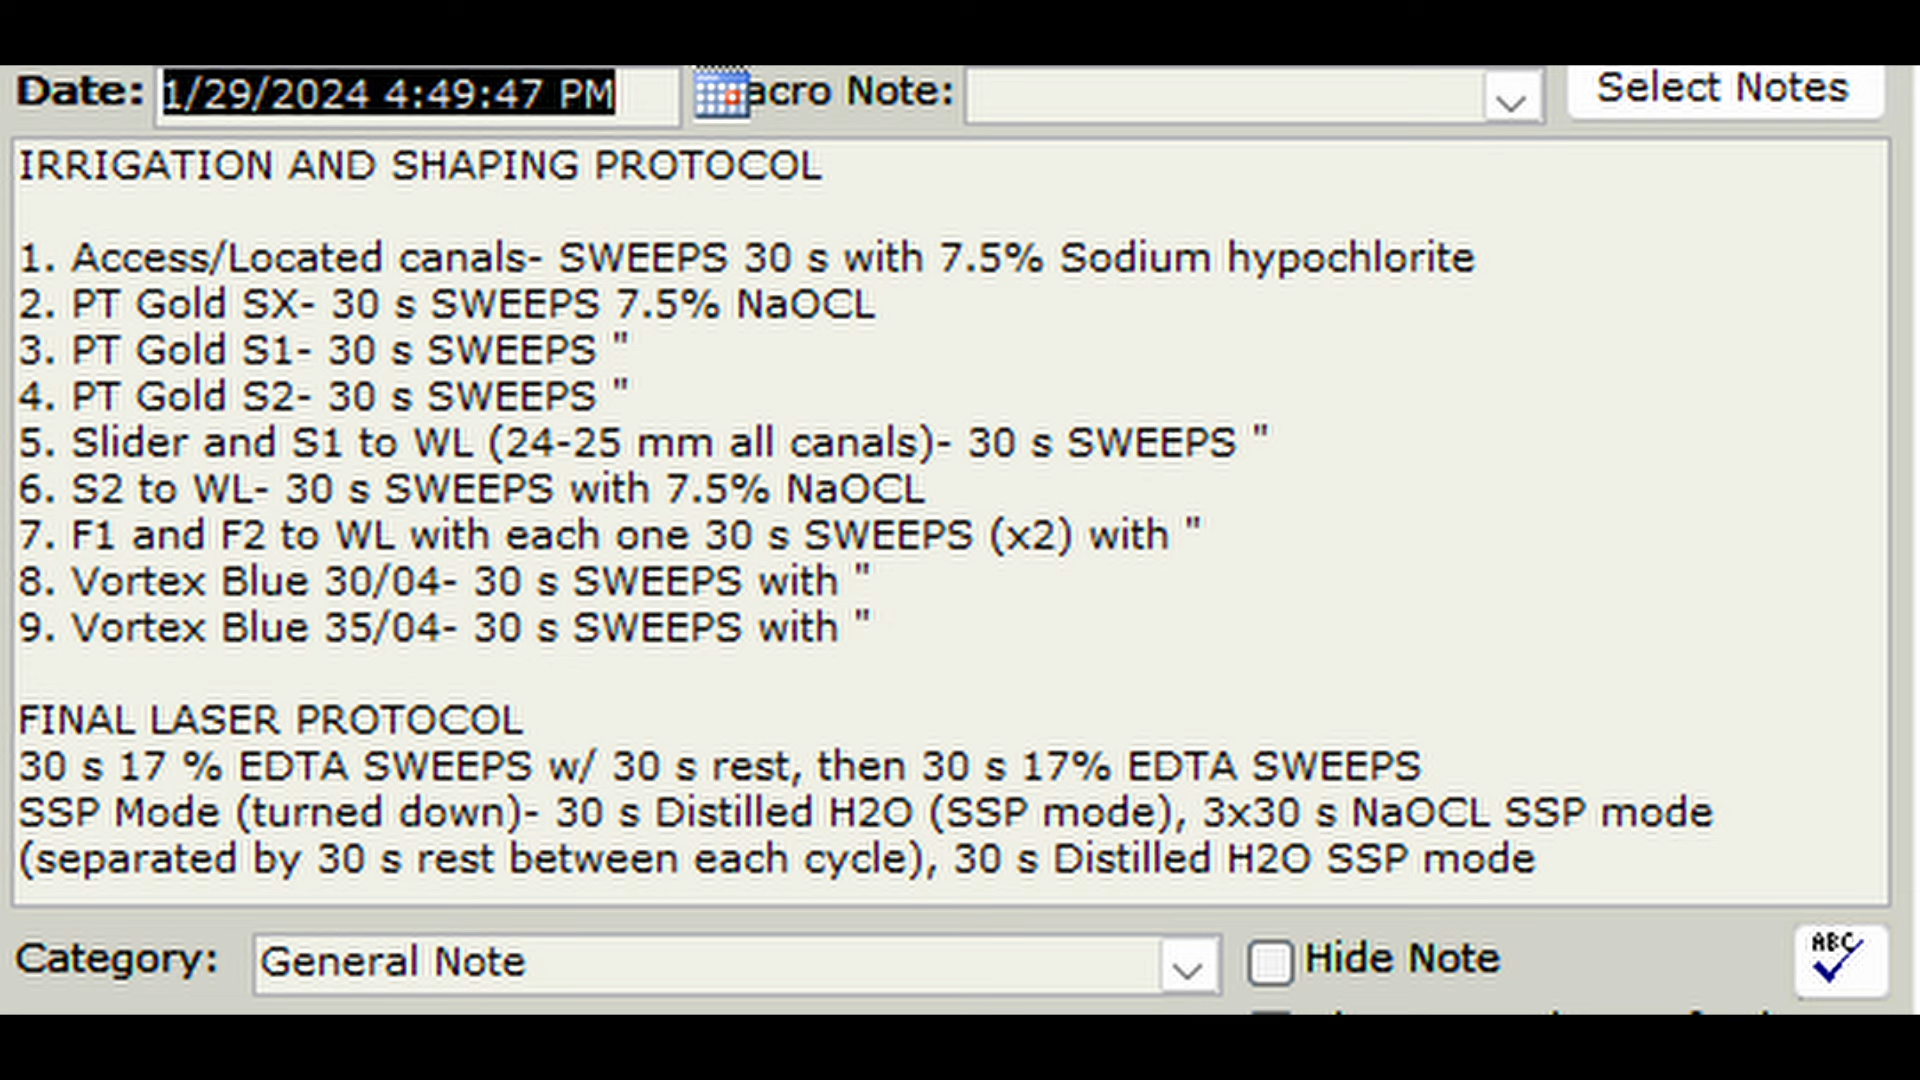 Date: 1/29/2024 4:49:47 PM acro Note: Select Notes
IRRIGATION AND SHAPING PROTOCOL
1. Access/Located canals- SWEEPS 30 s with 7.5% Sodium hypochlorite
2. PT Gold SX- 30 s SWEEPS 7.5% NaOCL
3. PT Gold S1- 30 s SWEEPS "
4. PT Gold S2- 30 s SWEEPS "
5. Slider and S1 to WL (24-25 mm all canals)- 30 s SWEEPS "
6. S2 to WL- 30 s SWEEPS with 7.5% NaOCL
7. F1 and F2 to WL with each one 30 s SWEEPS (x2) with "
8. Vortex Blue 30/04- 30 s SWEEPS with "
9. Vortex Blue 35/04- 30 s SWEEPS with "
FINAL LASER PROTOCOL
30 s 17 % EDTA SWEEPS w/ 30 s rest, then 30 s 17% EDTA SWEEPS
SSP Mode (turned down)- 30 s Distilled H2O (SSP mode), 3x30 s NaOCL SSP mode
(separated by 30 s rest between each cycle), 30 s Distilled H2O SSP mode
Category: General Note Hide Note ABC